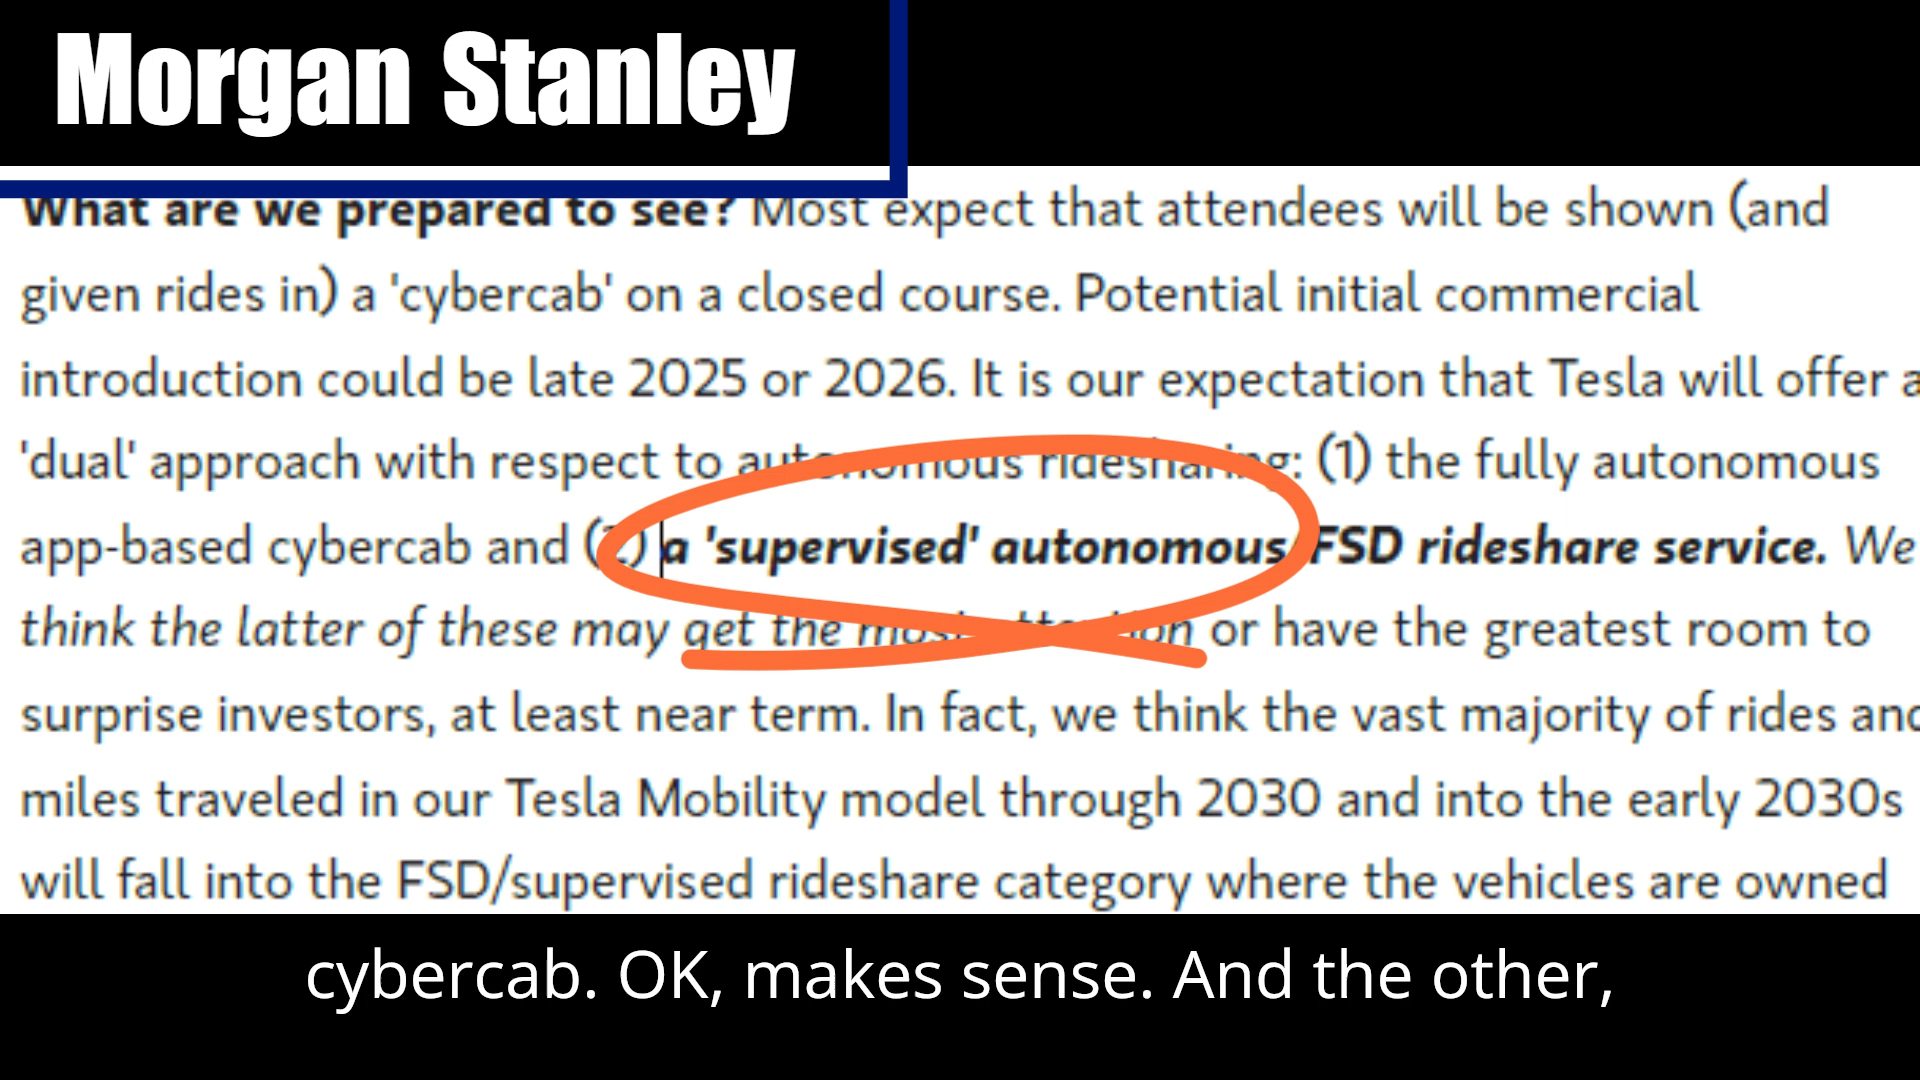 Morgan Stanley
What are we prepared to see? Most expect that attendees will be shown (and
given rides in) a 'cybercab' on a closed course. Potential initial commercial
introduction could be late 2025 or 2026. It is our expectation that Tesla will offer a
'dual' approach with respect to autonomous ridesharing: (1) the fully autonomous
app-based cybercab and (2) a 'supervised' autonomous/FSD rideshare service. We
think the latter of these may get the most attention or have the greatest room to
surprise investors, at least near term. In fact, we think the vast majority of rides and
miles traveled in our Tesla Mobility model through 2030 and into the early 2030s
will fall into the FSD/supervised rideshare category where the vehicles are owned
cybercab. OK, makes sense. And the other,